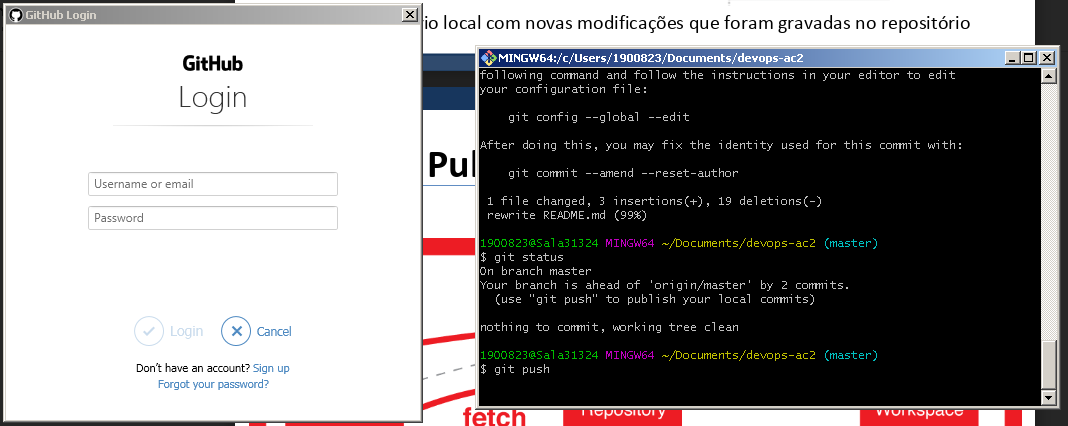 GitHub Login
GitHub
Login
Username or email
Password
Login
Cancel
Don't have an account? Sign up
Forgot your password?
io local com novas modificações que foram gravadas no repositório
MINGW64:/c/Users/1900823/Documents/devops-ac2
following command and follow the instructions in your editor to edit
your configuration file:
git config --global --edit
After doing this, you may fix the identity used for this commit with:
git commit --amend --reset-author
1 file changed, 3 insertions(+), 19 deletions(-)
rewrite README.md (99%)
1900823@Sala31324 MINGW64 ~/Documents/devops-ac2 (master)
$ git status
On branch master
Your branch is ahead of 'origin/master' by 2 commits.
(use "git push" to publish your local commits)
nothing to commit, working tree clean
1900823@Sala31324 MINGW64 ~/Documents/devops-ac2 (master)
$ git push
Pu
fetch
Repository
Workspace